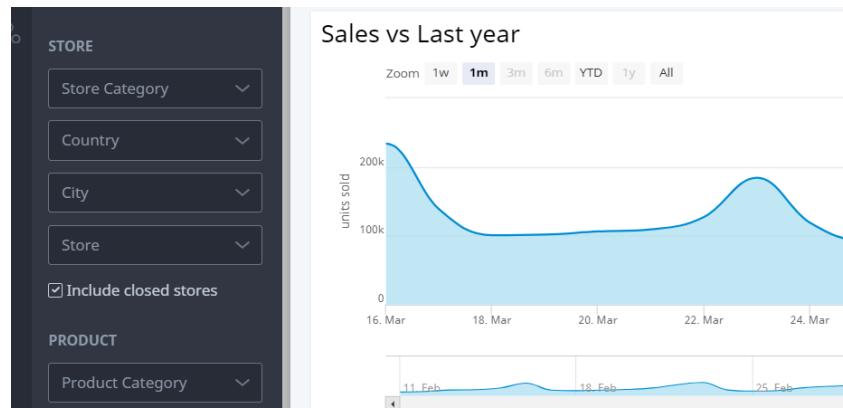 STORE
Store Category
Country
City
Store
Include closed stores
PRODUCT
Product Category
Sales vs Last year
Zoom 1w 1m 3m 6m YTD 1y All
units sold
200k
100k
0
16. Mar 18. Mar 20. Mar 22. Mar 24. Mar
11. Feb 18. Feb 25. Feb